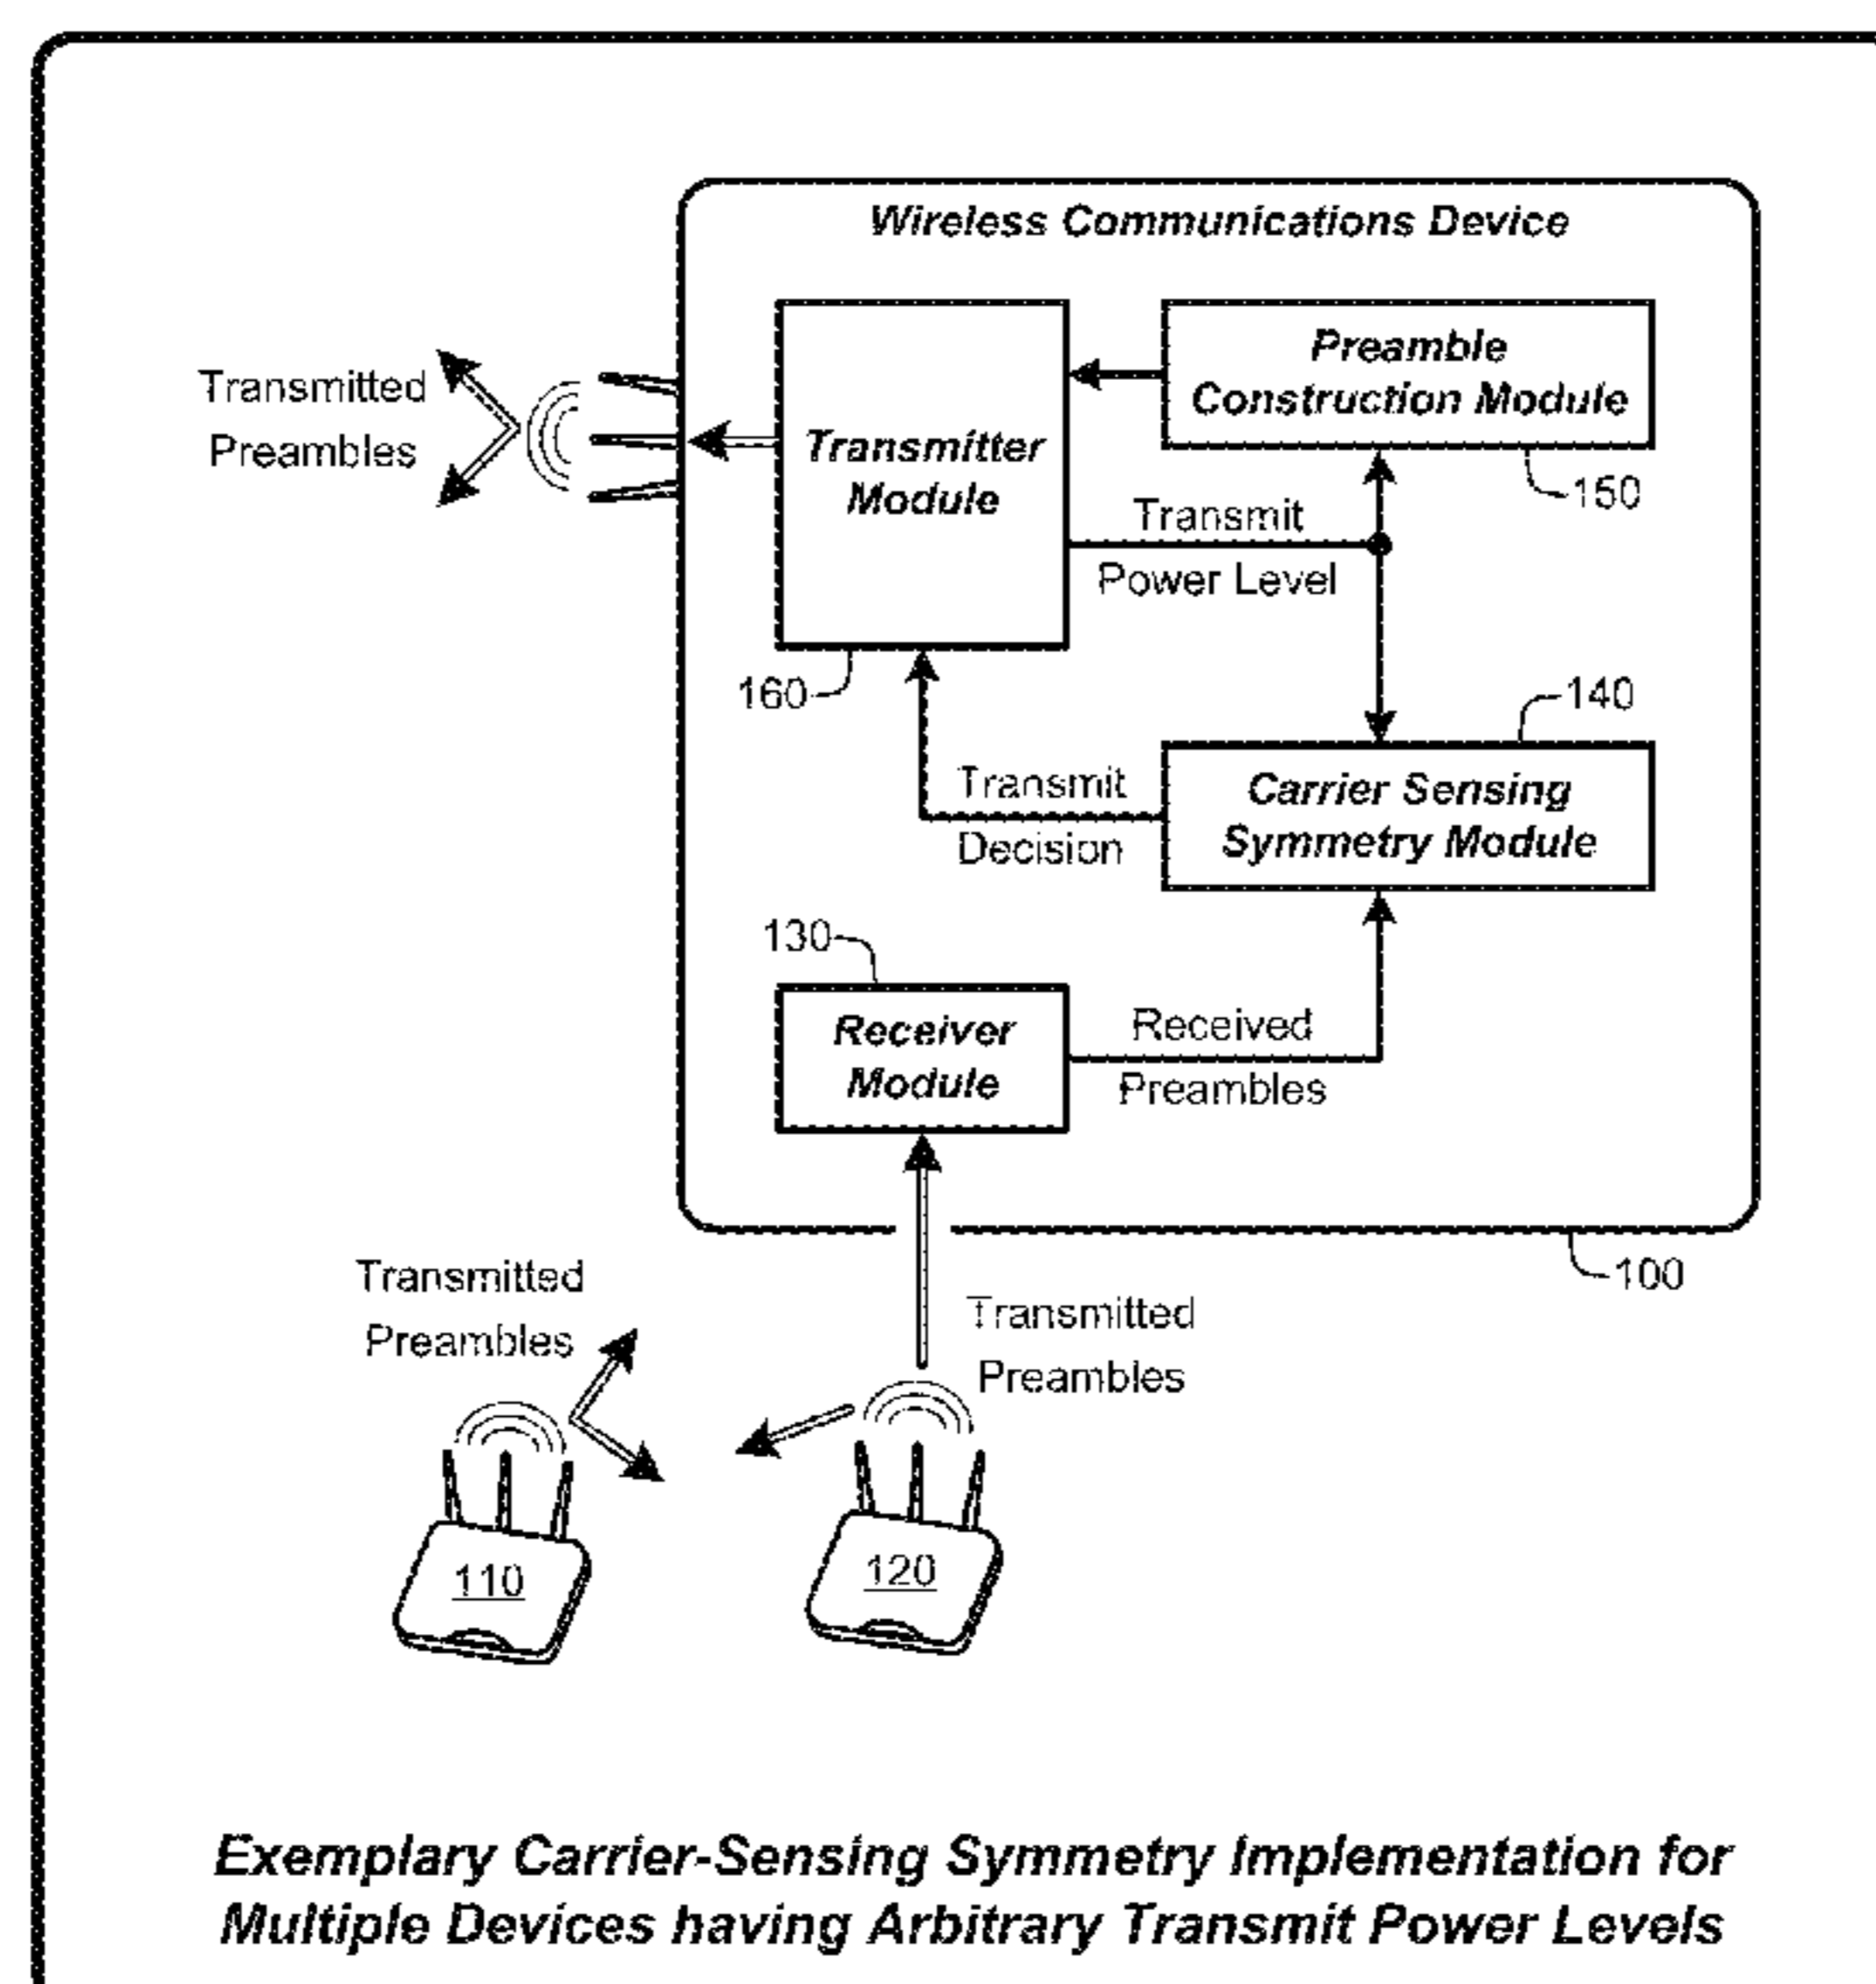 Wireless Communications Device
Preamble
Construction Module
150
Transmitter
Module
160
Transmitted
Preambles
Transmit
Power Level
140
Carrier Sensing
Symmetry Module
Transmit
Decision
130
Receiver
Module
Received
Preambles
100
Transmitted
Preambles
Transmitted
Preambles
110
120
Exemplary Carrier-Sensing Symmetry Implementation for
Multiple Devices having Arbitrary Transmit Power Levels